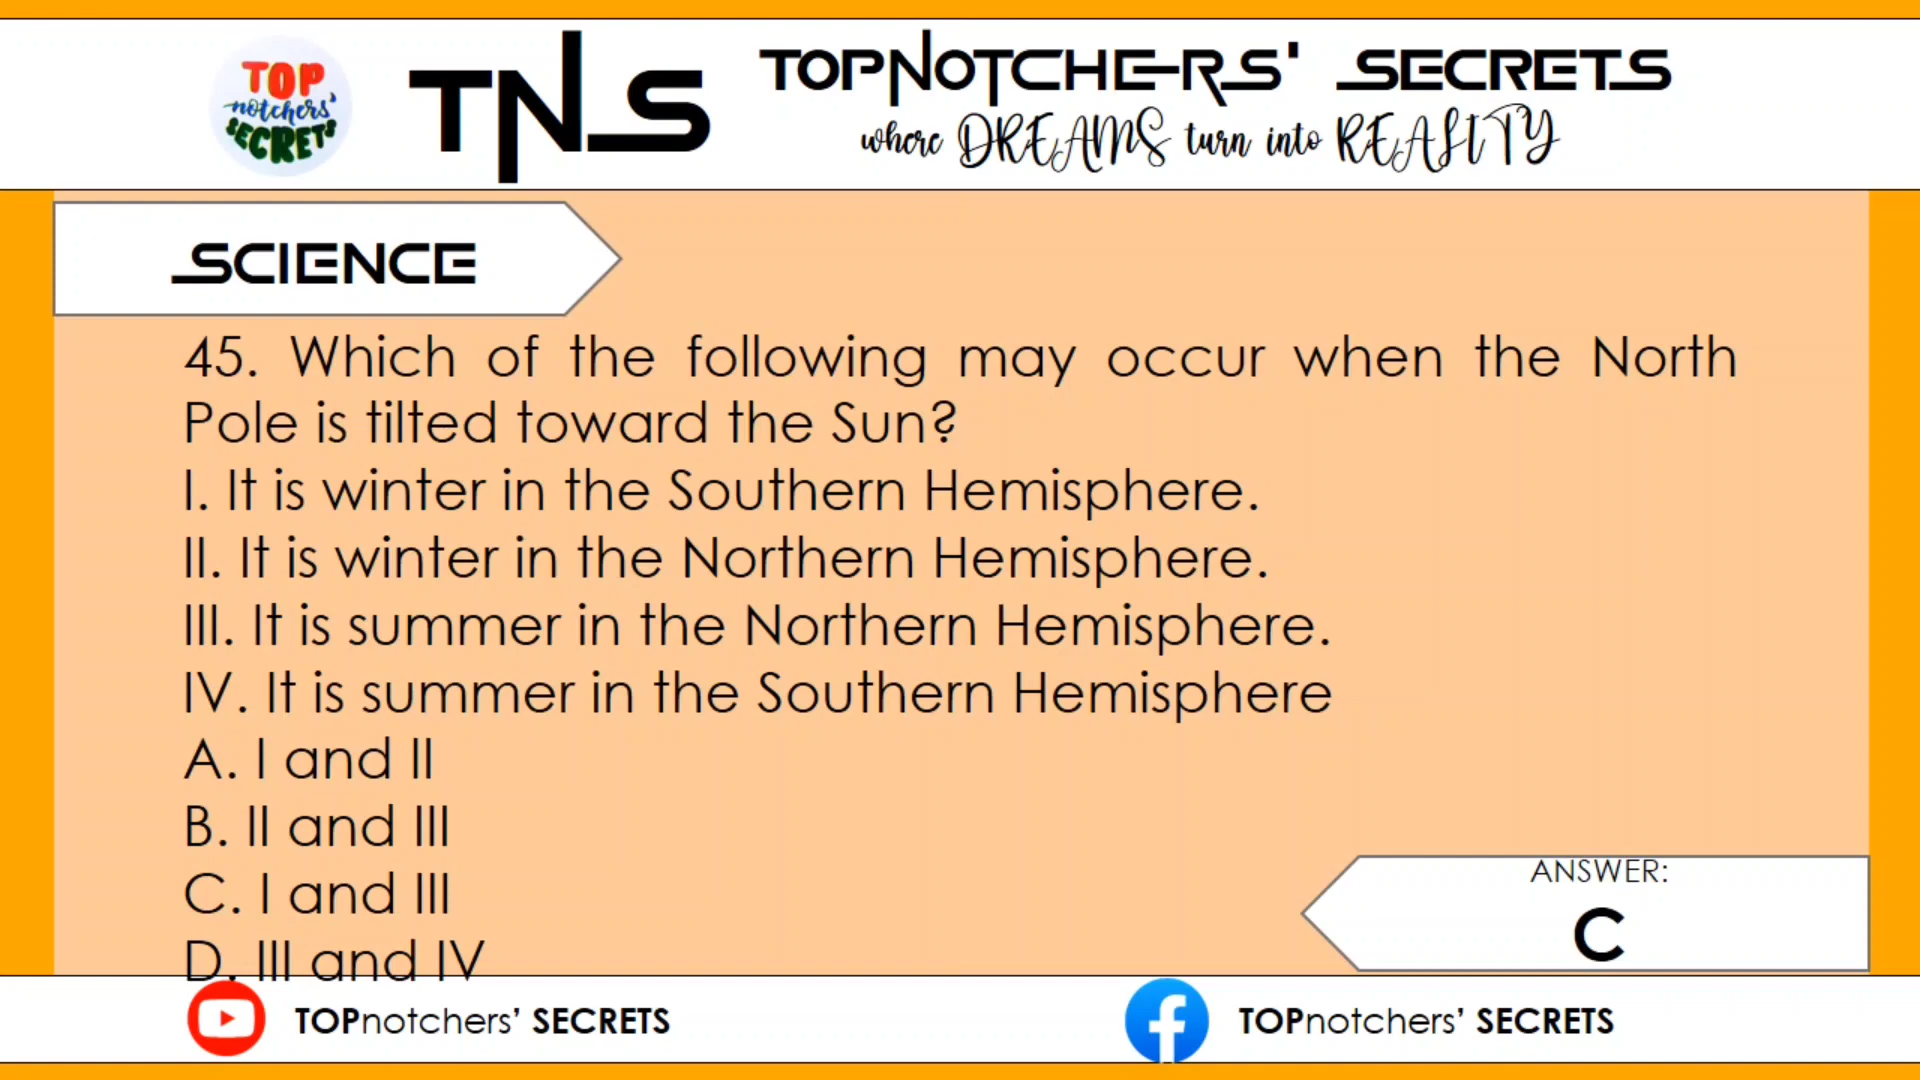 TOP
notchers'
SECRETS
TNS
TOPNOTCHERS' SECRETS
where DREAMS turn into REALITY
SCIENCE
45. Which of the following may occur when the North
Pole is tilted toward the Sun?
I. It is winter in the Southern Hemisphere.
II. It is winter in the Northern Hemisphere.
III. It is summer in the Northern Hemisphere.
IV. It is summer in the Southern Hemisphere
A. I and II
B. II and III
C. I and III
D. III and IV
ANSWER:
C
TOPnotchers’ SECRETS
TOPnotchers’ SECRETS